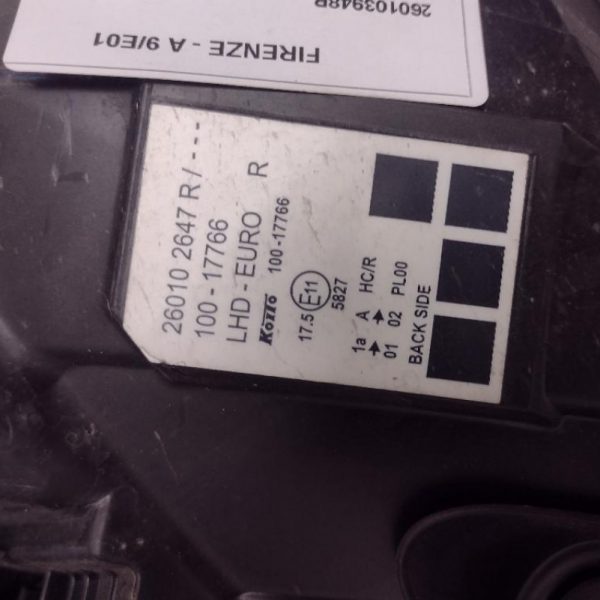 2601039948R
FIRENZE - A 9/E01
26010 2647 R / ---
100 - 17766
LHD - EURO R
Koito 100-17766
17.5 E11
5827
1a A HC/R
01 02 PL00
BACK SIDE